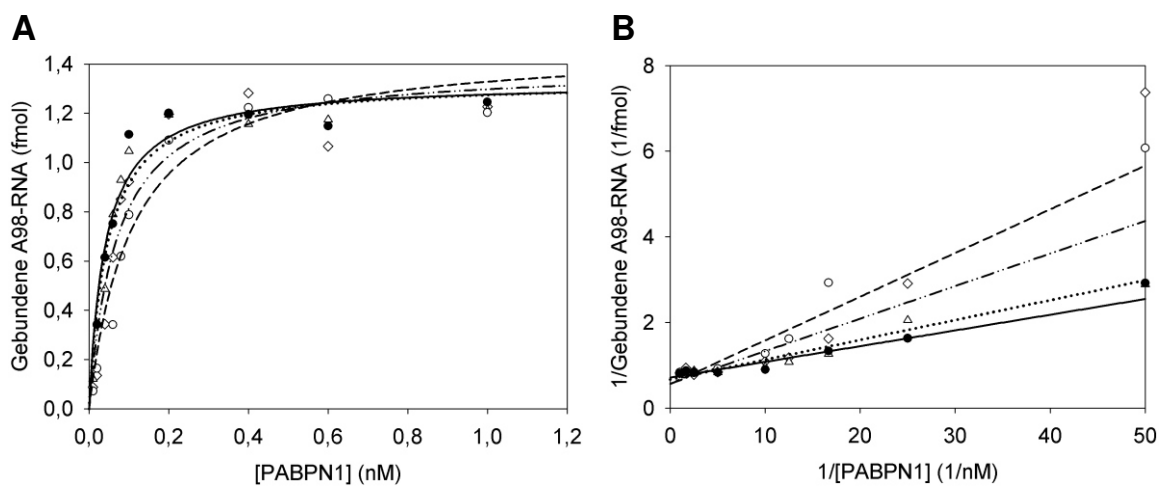 A
Gebundene A98-RNA (fmol)
1,4
1,2
1,0
0,8
0,6
0,4
0,2
0,0
0,0 0,2 0,4 0,6 0,8 1,0 1,2
[PABPN1] (nM)
B
1/Gebundene A98-RNA (1/fmol)
8
6
4
2
0
0 10 20 30 40 50
1/[PABPN1] (1/nM)